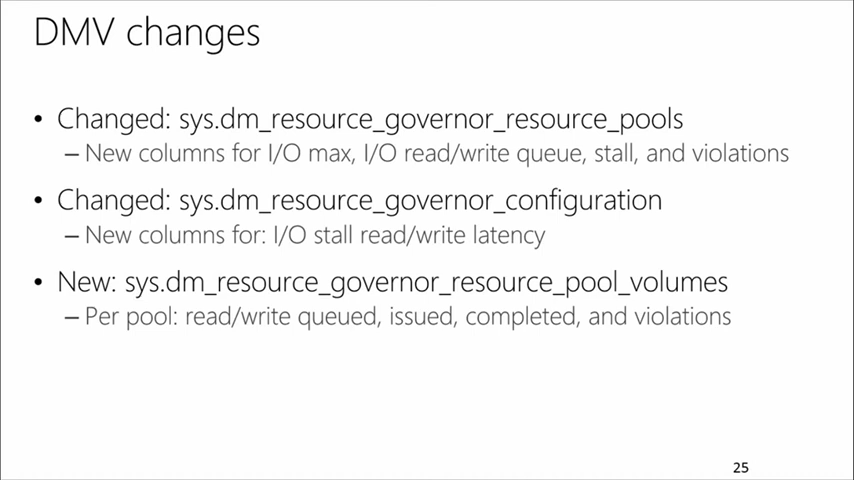 DMV changes
• Changed: sys.dm_resource_governor_resource_pools
– New columns for I/O max, I/O read/write queue, stall, and violations
• Changed: sys.dm_resource_governor_configuration
– New columns for: I/O stall read/write latency
• New: sys.dm_resource_governor_resource_pool_volumes
– Per pool: read/write queued, issued, completed, and violations
25